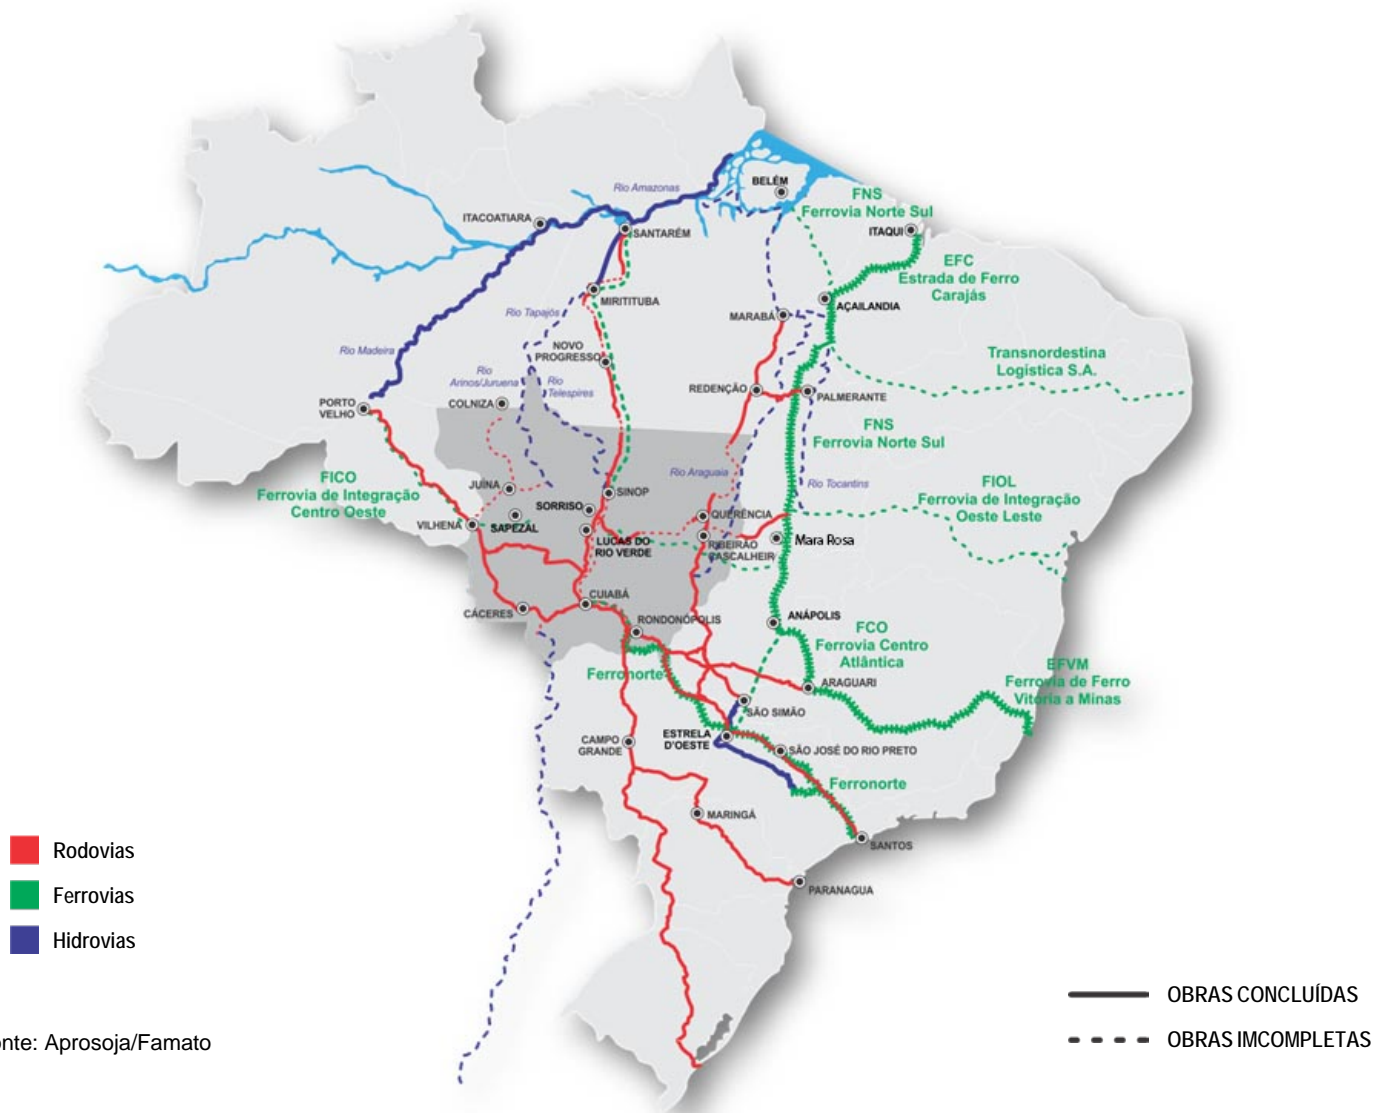 BELÉM
FNS
Ferrovia Norte Sul
Rio Amazonas
ITACOATIARA
SANTARÉM
ITAQUI
EFC
Estrada de Ferro
Carajás
MIRITITUBA
AÇAILANDIA
Rio Tapajós
MARABÁ
Rio Madeira
NOVO
PROGRESSO
Transnordestina
Logística S.A.
Rio
Arinos/Juruena
Rio
Telespires
COLNIZA
REDENÇÃO
PALMERANTE
PORTO
VELHO
FNS
Ferrovia Norte Sul
Rio Araguaia
FICO
Ferrovia de Integração
Centro Oeste
JUÍNA
SINOP
Rio Tocantins
FIOL
Ferrovia de Integração
Oeste Leste
SORRISO
SAPEZAL
VILHENA
QUERÊNCIA
LUCAS DO
RIO VERDE
RIBEIRÃO
CASCALHEIR
Mara Rosa
CUIABÁ
CÁCERES
RONDONÓPOLIS
ANÁPOLIS
FCO
Ferrovia Centro
Atlântica
Ferronorte
ARAGUARI
EFVM
Ferrovia de Ferro
Vitória a Minas
SÃO SIMÃO
CAMPO
GRANDE
ESTRELA
D'OESTE
SÃO JOSÉ DO RIO PRETO
Ferronorte
MARINGÁ
SANTOS
PARANAGUA
Rodovias
Ferrovias
Hidrovias
OBRAS CONCLUÍDAS
OBRAS IMCOMPLETAS
onte: Aprosoja/Famato